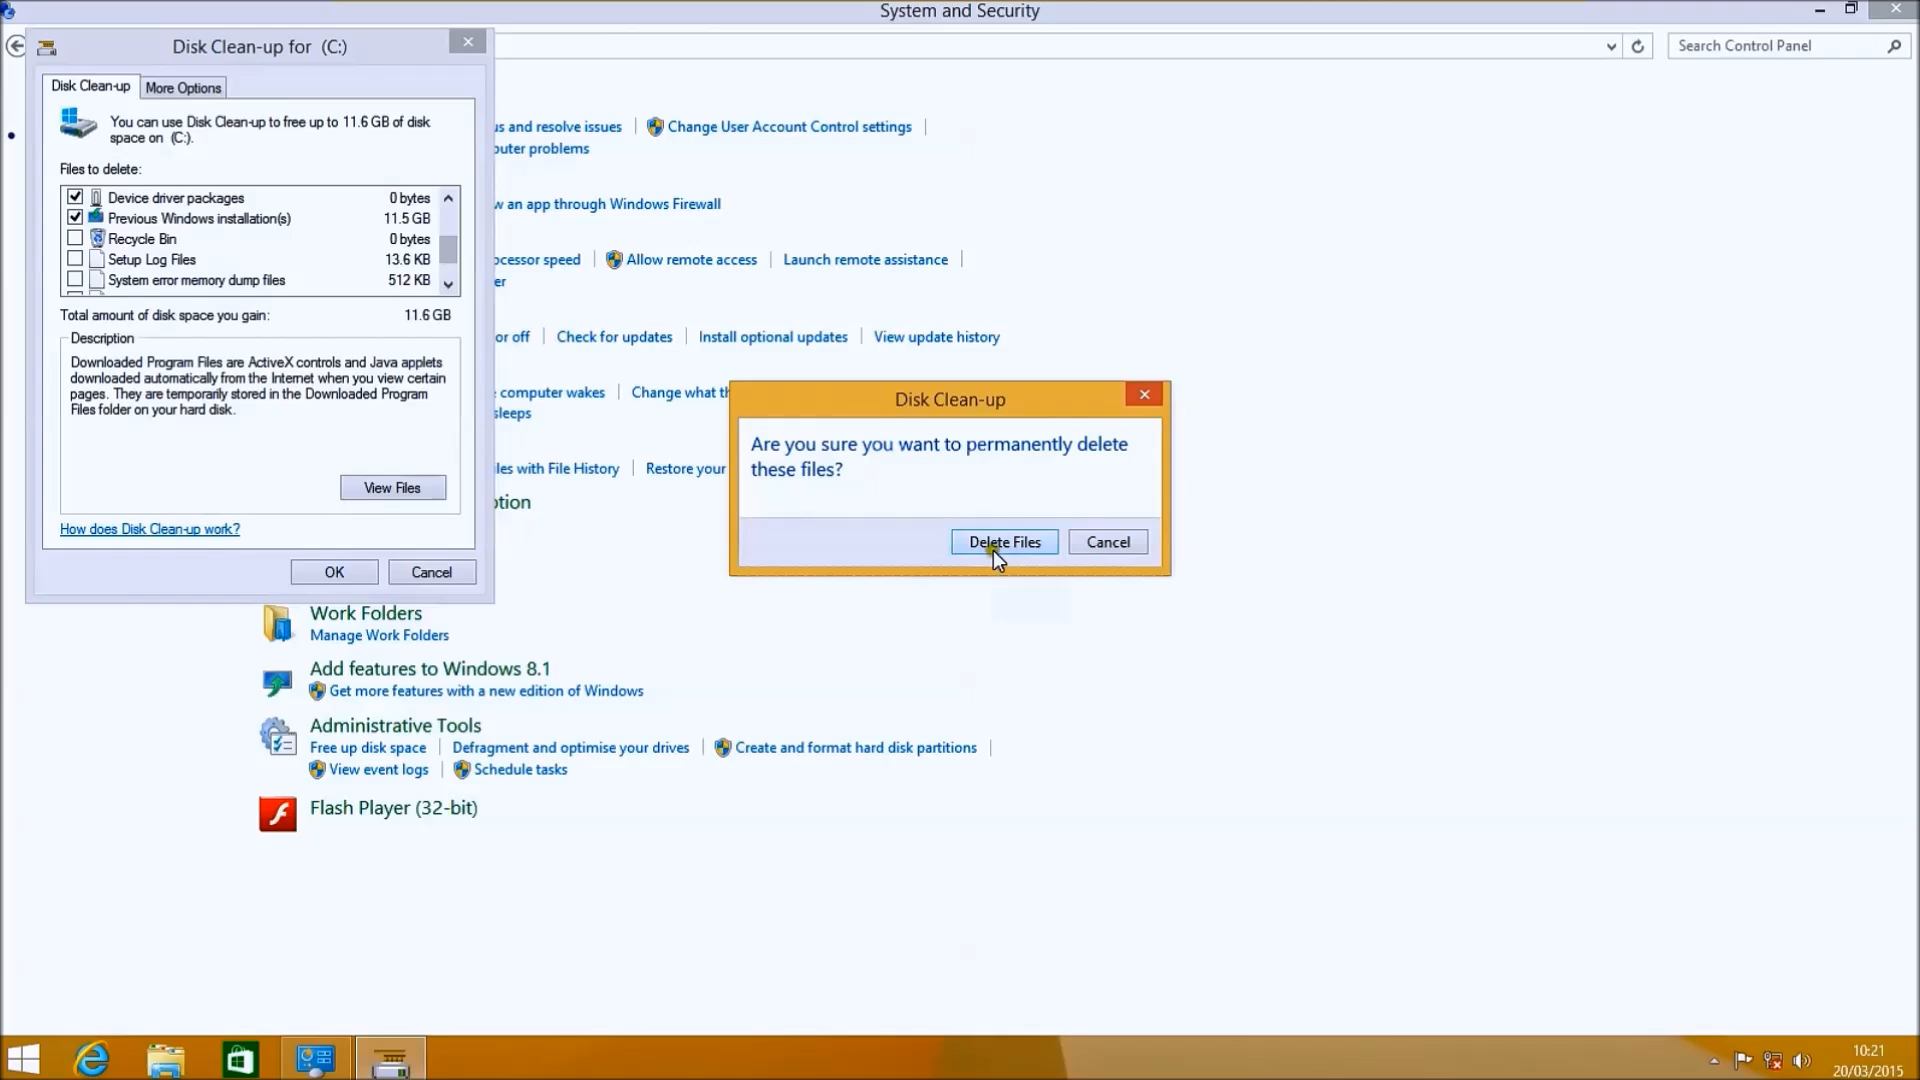 System and Security
Disk Clean-up for  (C:)
Search Control Panel
Disk Clean-up
More Options
You can use Disk Clean-up to free up to 11.6 GB of disk
space on  (C:).
Files to delete:
Device driver packages 0 bytes
Previous Windows installation(s) 11.5 GB
Recycle Bin 0 bytes
Setup Log Files 13.6 KB
System error memory dump files 512 KB
Total amount of disk space you gain: 11.6 GB
Description
Downloaded Program Files are ActiveX controls and Java applets
downloaded automatically from the Internet when you view certain
pages. They are temporarily stored in the Downloaded Program
Files folder on your hard disk.
View Files
How does Disk Clean-up work?
OK
Cancel
us and resolve issues
Change User Account Control settings
puter problems
w an app through Windows Firewall
ocessor speed
Allow remote access
Launch remote assistance
er
or off
Check for updates
Install optional updates
View update history
computer wakes
Change what th
sleeps
les with File History
Restore your
ption
Disk Clean-up
Are you sure you want to permanently delete
these files?
Delete Files
Cancel
Work Folders
Manage Work Folders
Add features to Windows 8.1
Get more features with a new edition of Windows
Administrative Tools
Free up disk space
Defragment and optimise your drives
Create and format hard disk partitions
View event logs
Schedule tasks
Flash Player (32-bit)
10:21
20/03/2015